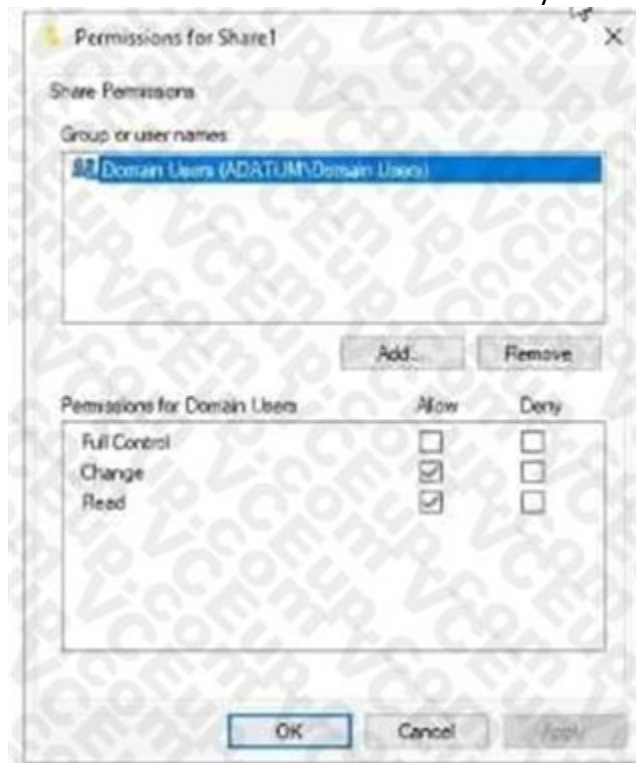 Permissions for Share1
Share Permissions
Group or user names:
Domain Users (ADATUM\Domain Users)
Add...
Remove
Permissions for Domain Users
Allow
Deny
Full Control
Change
Read
OK
Cancel
Apply